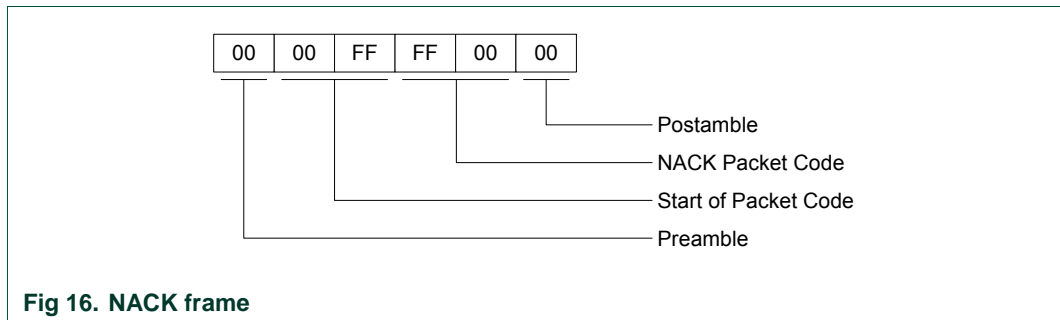 00 00 FF FF 00 00
Postamble
NACK Packet Code
Start of Packet Code
Preamble
Fig 16. NACK frame